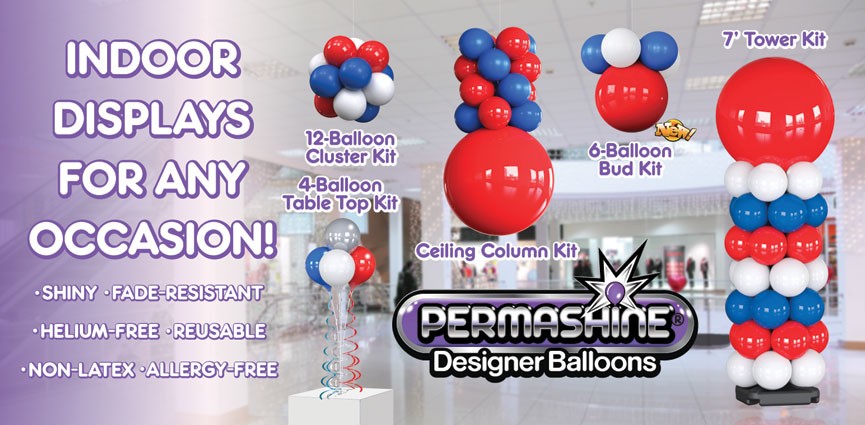 INDOOR
DISPLAYS
FOR ANY
OCCASION!
•SHINY •FADE-RESISTANT
•HELIUM-FREE •REUSABLE
•NON-LATEX •ALLERGY-FREE
12-Balloon
Cluster Kit
4-Balloon
Table Top Kit
Ceiling Column Kit
New!
6-Balloon
Bud Kit
7' Tower Kit
PERMASHINE®
Designer Balloons